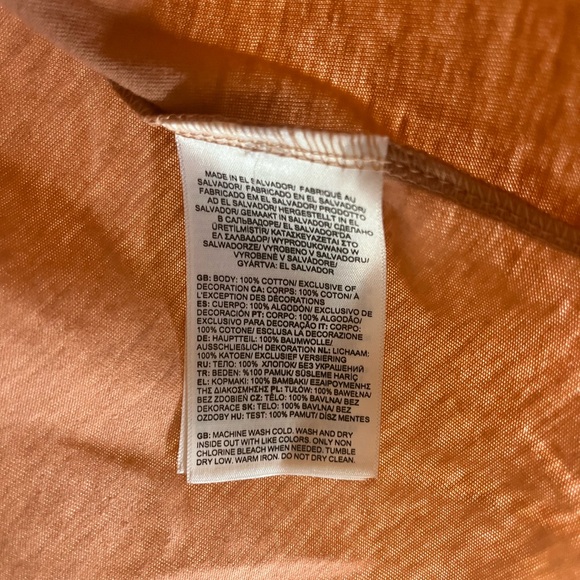 MADE IN EL SALVADOR/ FABRIQUÉ AU
SALVADOR/ FABRICADO EN EL SALVADOR/
FABRICADO EM EL SALVADOR/ PRODOTTO
AD EL SALVADOR/ HERGESTELLT IN EL
SALVADOR/ GEMAAKT IN SALVADOR/ СДЕЛАНО
В САЛЬВАДОРЕ/ EL SALVADOR'DA
ÜRETİLMİŞTİR/ ΚΑΤΑΣΚΕΥΑΖΕΤΑΙ ΣΤΟ
ΕΛ ΣΑΛΒΑΔΟΡ/ WYPRODUKOWANO W
SALWADORZE/ VYROBENO V SALVADORU/
VYROBENÉ V SALVÁDORE/
GYÁRTVA: EL SALVADOR
GB: BODY: 100% COTTON/ EXCLUSIVE OF
DECORATION CA: CORPS: 100% COTON/ À
L'EXCEPTION DES DÉCORATIONS
ES: CUERPO: 100% ALGODÓN/ EXCLUSIVO DE
DECORACIÓN PT: CORPO: 100% ALGODÃO/
EXCLUSIVO PARA DECORAÇÃO IT: CORPO:
100% COTONE/ ESCLUSA LA DECORAZIONE
DE: HAUPTTEIL: 100% BAUMWOLLE/
AUSSCHLIEßLICH DEKORATION NL: LICHAAM:
100% KATOEN/ EXCLUSIEF VERSIERING
RU: ТЕЛО: 100% ХЛОПОК/ БЕЗ УКРАШЕНИЙ
TR: BEDEN: %100 PAMUK/ SÜSLEME HARİÇ
EL: ΚΟΡΜΑΚΙ: 100% ΒΑΜΒΑΚΙ/ ΕΞΑΙΡΟΥΜΕΝΗΣ
ΤΗΣ ΔΙΑΚΟΣΜΗΣΗΣ PL: TUŁÓW: 100% BAWEŁNA/
BEZ ZDOBIEŃ CZ: TĚLO: 100% BAVLNA/ BEZ
DEKORACE SK: TELO: 100% BAVLNA/ BEZ
OZDOBY HU: TEST: 100% PAMUT/ DÍSZ MENTES
GB: MACHINE WASH COLD. WASH AND DRY
INSIDE OUT WITH LIKE COLORS. ONLY NON
CHLORINE BLEACH WHEN NEEDED. TUMBLE
DRY LOW. WARM IRON. DO NOT DRY CLEAN.